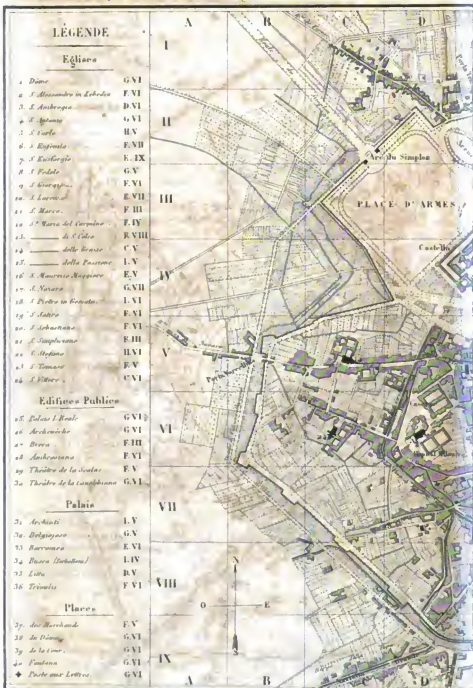 A B C D
LÉGENDE
Eglises
1 Dôme G.VI
2 S. Alessandro in Zebedia F.VI
3. S. Ambrogio D.VI
4. S. Antonio G.VI
5. S. Carlo H.V
6. S. Eufemia F.VII
7. S. Eustorgio E.IX
8. S. Fedele G.V
9. S. Giorgio F.VI
10. S. Lorenzo E.VII
11. S. Marco F.III
12. S.ª Maria del Carmine F.IV
13. di S. Celso F.VIII
14 delle Grazie C.V
15. della Passione I.V
16 S. Maurizio Maggiore E.V
17. S. Nazaro G.VII
18. S. Pietro in Gessate I.VI
19 S. Satiro F.VI
20. S. Sebastiano F.VI
21 S. Simpliciano E.III
22 S. Stefano H.VI
23 S. Tomaso E.V
24 S. Vittore C.VI
Edifices Publics
25. Palais I. Reale G.VI
26 Archevêché G.VI
27 Brera F.III
28 Ambrosiana F.VI
29 Théâtre de la Scala F.V
30 Théâtre de la Canobbiana G.VI
Palais
31 Archinti I.V
32 Belgiojoso G.V
33 Borromeo E.VI
34 Busca (Serbelloni) I.IV
35 Litta D.V
36 Trivulzi F.VI
Places
37. des Marchands F.V
38 du Dôme G.VI
39 de la Cour G.VI
40 Fontana G.VI
Poste aux Lettres G.VI
I
II
III
IV
V
VI
VII
VIII
IX
Arc du Simplon
PLACE D'ARMES
Castello
N
O E
A B C D